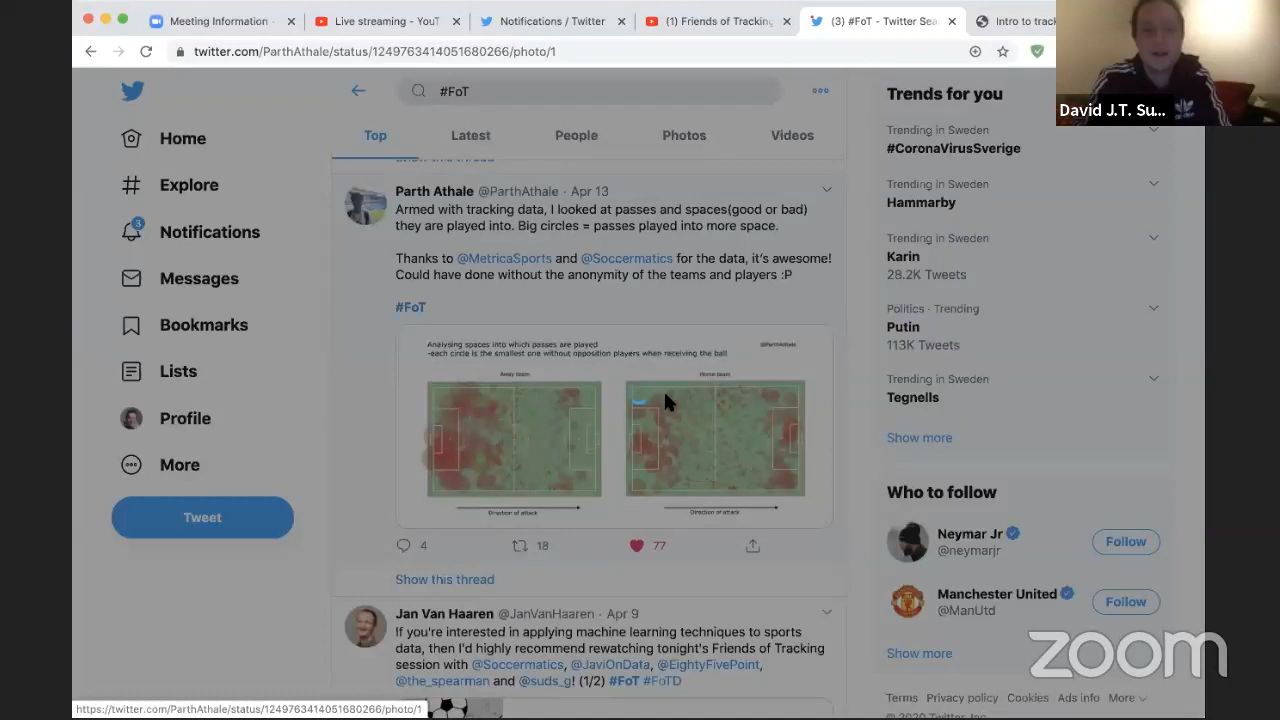 Meeting Information -
Live streaming - YouT
Notifications / Twitter
(1) Friends of Tracking
(3) #FoT - Twitter Sea
Intro to track
twitter.com/ParthAthale/status/1249763414051680266/photo/1
David J.T. Su...
#FoT
Top
Latest
People
Photos
Videos
Home
Explore
3
Notifications
Messages
Bookmarks
Lists
Profile
More
Tweet
Parth Athale @ParthAthale · Apr 13
Armed with tracking data, I looked at passes and spaces(good or bad)
they are played into. Big circles = passes played into more space.
Thanks to @MetricaSports and @Soccermatics for the data, it's awesome!
Could have done without the anonymity of the teams and players :P
#FoT
Analysing spaces into which passes are played
-each circle is the smallest one without opposition players when receiving the ball
@ParthAthale
Away team
Home team
Direction of attack
Direction of attack
4
18
77
Show this thread
Jan Van Haaren @JanVanHaaren · Apr 9
If you're interested in applying machine learning techniques to sports
data, then I'd highly recommend rewatching tonight's Friends of Tracking
session with @Soccermatics, @JaviOnData, @EightyFivePoint,
@the_spearman and @suds_g! (1/2) #FoT #FoTD
Trends for you
Trending in Sweden
#CoronaVirusSverige
Trending in Sweden
Hammarby
Trending in Sweden
Karin
28.2K Tweets
Politics · Trending
Putin
113K Tweets
Trending in Sweden
Tegnells
Show more
Who to follow
Neymar Jr
@neymarjr
Follow
Manchester United
@ManUtd
Follow
Show more
Terms Privacy policy Cookies Ads info More
© 2020 Twitter, Inc.
zoom
https://twitter.com/ParthAthale/status/1249763414051680266/photo/1